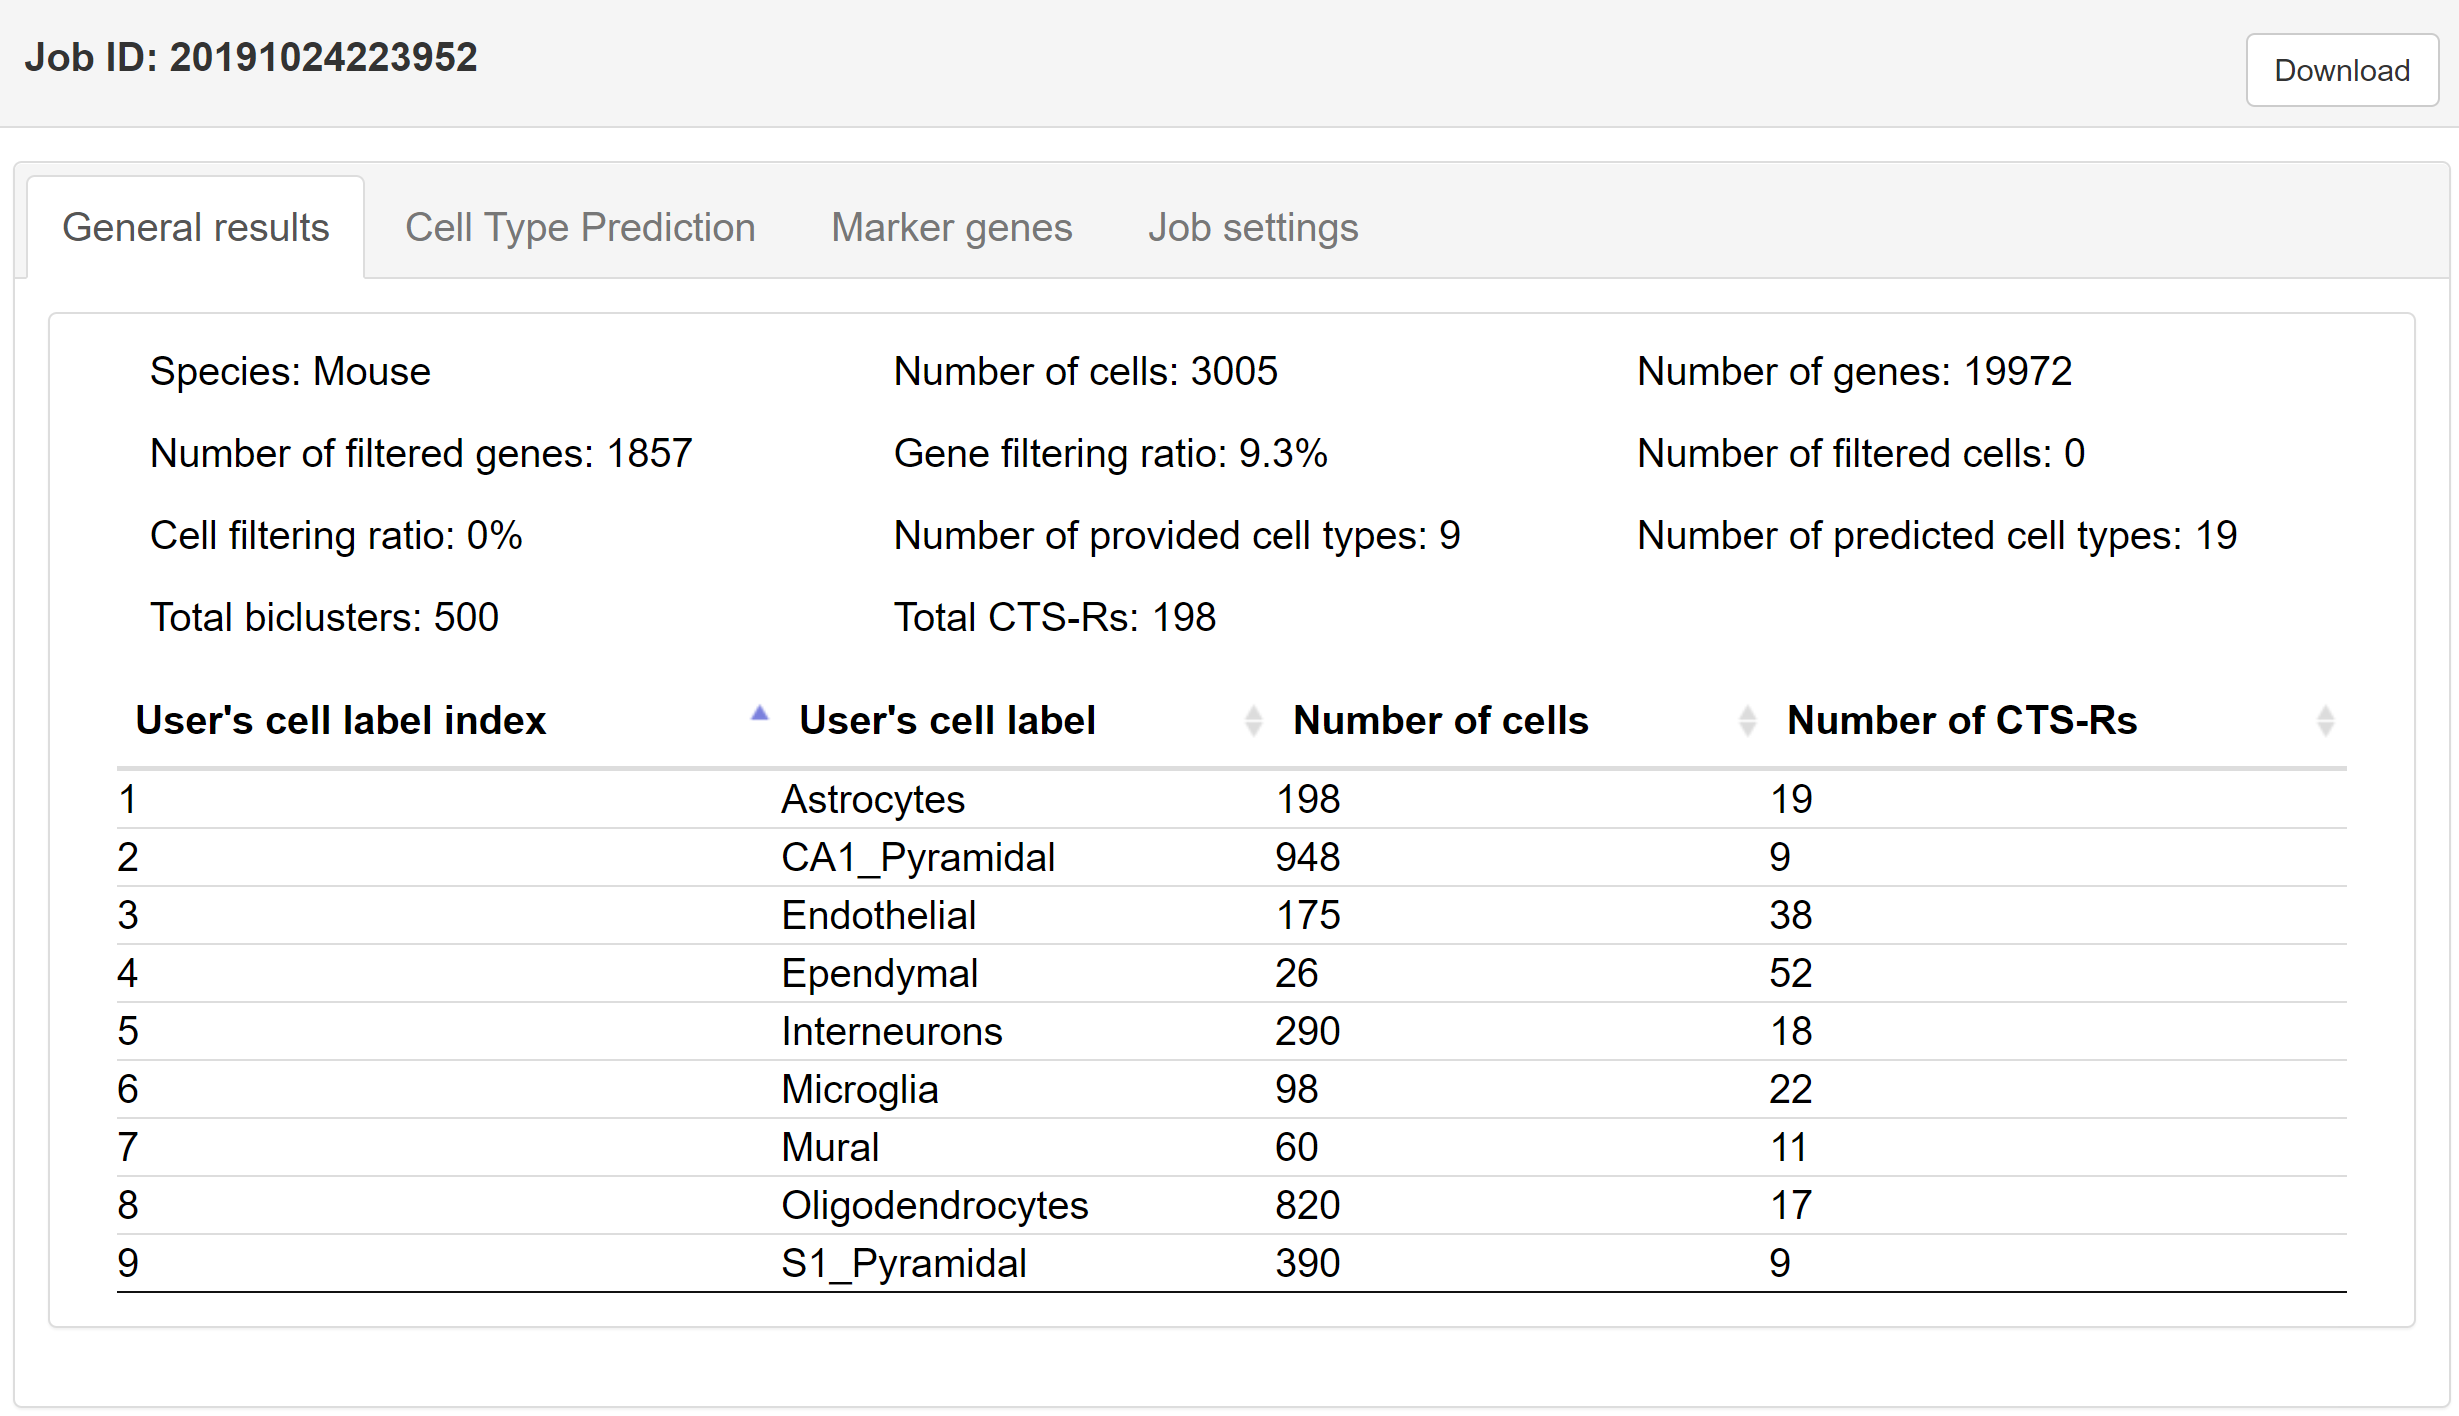 Job ID: 20191024223952
Download
General results Cell Type Prediction Marker genes Job settings
Species: Mouse Number of cells: 3005 Number of genes: 19972
Number of filtered genes: 1857 Gene filtering ratio: 9.3% Number of filtered cells: 0
Cell filtering ratio: 0% Number of provided cell types: 9 Number of predicted cell types: 19
Total biclusters: 500 Total CTS-Rs: 198
User's cell label index User's cell label Number of cells Number of CTS-Rs
1 Astrocytes 198 19
2 CA1_Pyramidal 948 9
3 Endothelial 175 38
4 Ependymal 26 52
5 Interneurons 290 18
6 Microglia 98 22
7 Mural 60 11
8 Oligodendrocytes 820 17
9 S1_Pyramidal 390 9